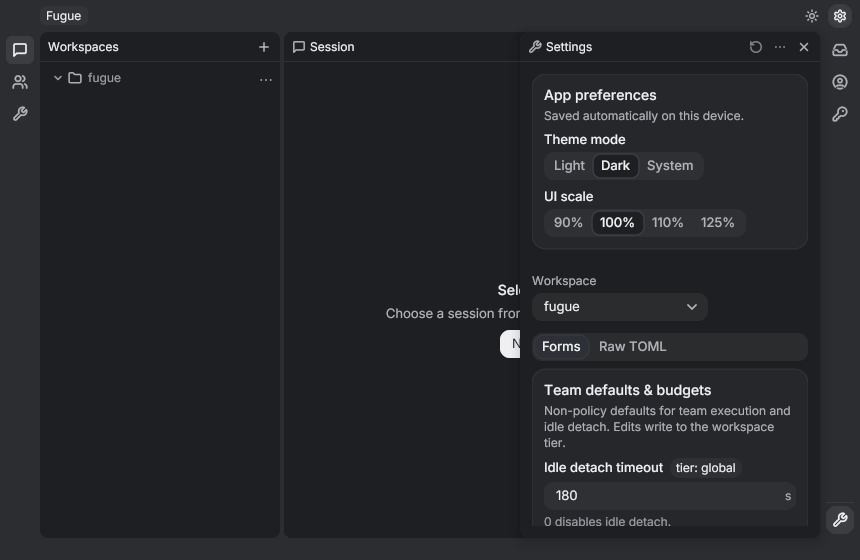 Fugue
Workspaces
fugue
Session
Choose a session
N
Settings
App preferences
Saved automatically on this device.
Theme mode
Light Dark System
UI scale
90% 100% 110% 125%
Workspace
fugue
Forms Raw TOML
Team defaults & budgets
Non-policy defaults for team execution and
idle detach. Edits write to the workspace
tier.
Idle detach timeout tier: global
180 s
0 disables idle detach.